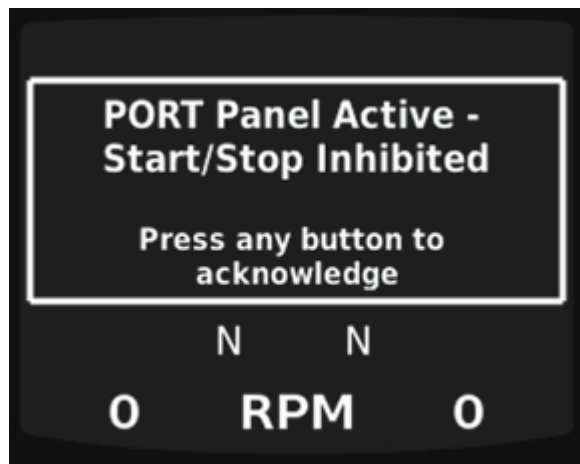 PORT Panel Active -
Start/Stop Inhibited
Press any button to
acknowledge
N N
0 RPM 0